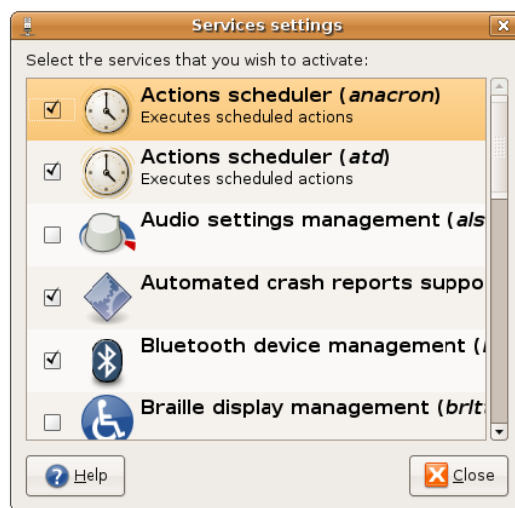 Services settings
Select the services that you wish to activate:
Actions scheduler (anacron)
Executes scheduled actions
Actions scheduler (atd)
Executes scheduled actions
Audio settings management (als
Automated crash reports suppo
Bluetooth device management (
Braille display management (britt
Help
Close